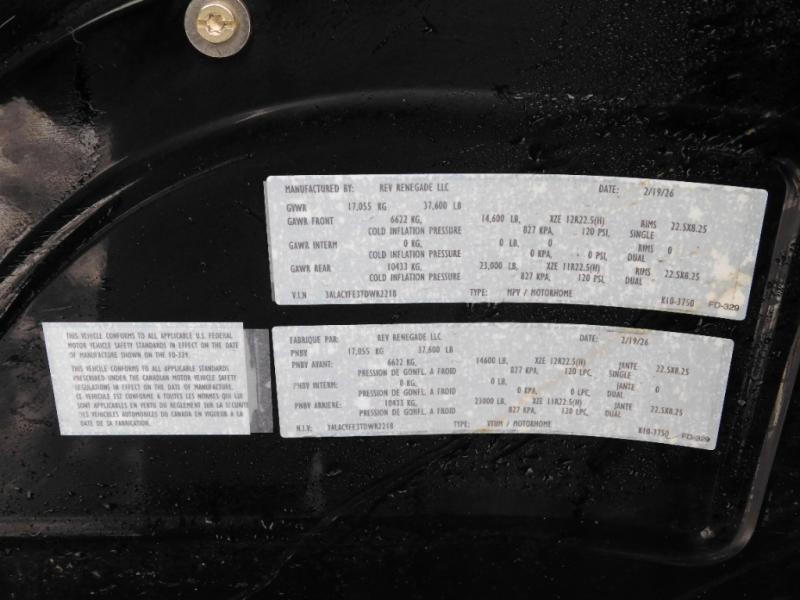 MANUFACTURED BY: REV RENEGADE LLC DATE: 2/19/26
GVWR 17,055 KG 37,600 LB
GAWR FRONT 6622 KG, 14,600 LB, XZE 12R22.5(H) RIMS 22.5X8.25
COLD INFLATION PRESSURE 827 KPA, 120 PSI, SINGLE
GAWR INTERM 0 KG, 0 LB, 0 RIMS 0
COLD INFLATION PRESSURE 0 KPA, 0 PSI, DUAL
GAWR REAR 10433 KG, 23,000 LB, XZE 11R22.5(H) RIMS 22.5X8.25
COLD INFLATION PRESSURE 827 KPA, 120 PSI, DUAL
V.I.N 3ALACYFE3TDWR2218 TYPE: MPV / MOTORHOME K10-3750 FD-329
THIS VEHICLE CONFORMS TO ALL APPLICABLE U.S. FEDERAL
MOTOR VEHICLE SAFETY STANDARDS IN EFFECT ON THE DATE
OF MANUFACTURE SHOWN ON THE FD-329.
THIS VEHICLE CONFORMS TO ALL APPLICABLE STANDARDS
PRESCRIBED UNDER THE CANADIAN MOTOR VEHICLE SAFETY
REGULATIONS IN EFFECT ON THE DATE OF MANUFACTURE.
CE VEHICULE EST CONFORME A TOUTES LES NORMES QUI LUI
SONT APPLICABLES EN VERTU DU REGLEMENT SUR LA SECURITE
DES VEHICULES AUTOMOBILES DU CANADA EN VIGUEUR A LA
DATE DE SA FABRICATION.
FABRIQUE PAR: REV RENEGADE LLC DATE: 2/19/26
PNBV 17,055 KG 37,600 LB
PNBV AVANT: 6622 KG, 14600 LB, XZE 12R22.5(H) JANTE 22.5X8.25
PRESSION DE GONFL. A FROID 827 KPA, 120 LPC, SINGLE
PNBV INTERM: 0 KG, 0 LB, JANTE 0
PRESSION DE GONFL. A FROID 0 KPA, 0 LPC, DUAL
PNBV ARRIERE: 10433 KG, 23000 LB, XZE 11R22.5(H) JANTE 22.5X8.25
PRESSION DE GONFL. A FROID 827 KPA, 120 LPC, DUAL
N.I.V: 3ALACYFE3TDWR2218 TYPE: VTUM / MOTORHOME K10-3750 FD-329